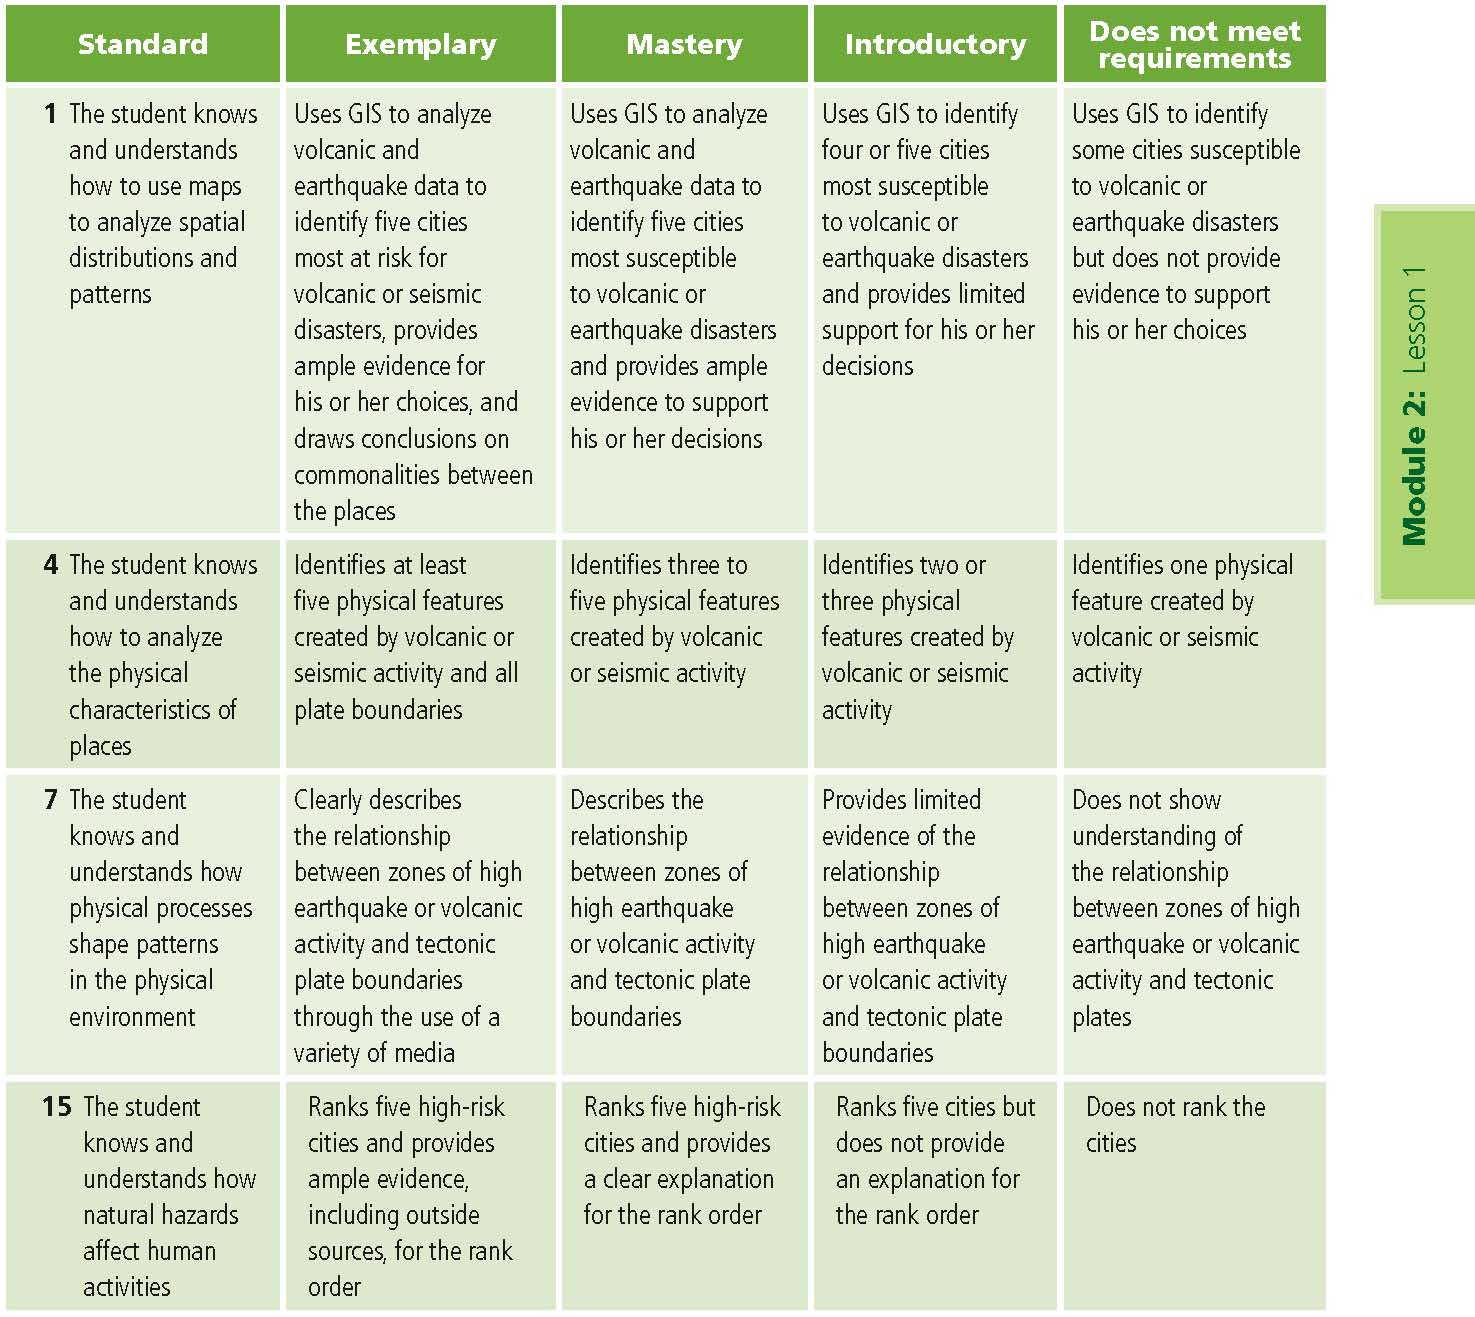 Standard
Exemplary
Mastery
Introductory
Does not meet
requirements
1 The student knows
and understands
how to use maps
to analyze spatial
distributions and
patterns
Uses GIS to analyze
volcanic and
earthquake data to
identify five cities
most at risk for
volcanic or seismic
disasters, provides
ample evidence for
his or her choices, and
draws conclusions on
commonalities between
the places
Uses GIS to analyze
volcanic and
earthquake data to
identify five cities
most susceptible
to volcanic or
earthquake disasters
and provides ample
evidence to support
his or her decisions
Uses GIS to identify
four or five cities
most susceptible
to volcanic or
earthquake disasters
and provides limited
support for his or her
decisions
Uses GIS to identify
some cities susceptible
to volcanic or
earthquake disasters
but does not provide
evidence to support
his or her choices
4 The student knows
and understands
how to analyze
the physical
characteristics of
places
Identifies at least
five physical features
created by volcanic or
seismic activity and all
plate boundaries
Identifies three to
five physical features
created by volcanic
or seismic activity
Identifies two or
three physical
features created by
volcanic or seismic
activity
Identifies one physical
feature created by
volcanic or seismic
activity
7 The student
knows and
understands how
physical processes
shape patterns
in the physical
environment
Clearly describes
the relationship
between zones of high
earthquake or volcanic
activity and tectonic
plate boundaries
through the use of a
variety of media
Describes the
relationship
between zones of
high earthquake
or volcanic activity
and tectonic plate
boundaries
Provides limited
evidence of the
relationship
between zones of
high earthquake
or volcanic activity
and tectonic plate
boundaries
Does not show
understanding of
the relationship
between zones of high
earthquake or volcanic
activity and tectonic
plates
15 The student
knows and
understands how
natural hazards
affect human
activities
Ranks five high-risk
cities and provides
ample evidence,
including outside
sources, for the rank
order
Ranks five high-risk
cities and provides
a clear explanation
for the rank order
Ranks five cities but
does not provide
an explanation for
the rank order
Does not rank the
cities
Module 2: Lesson 1